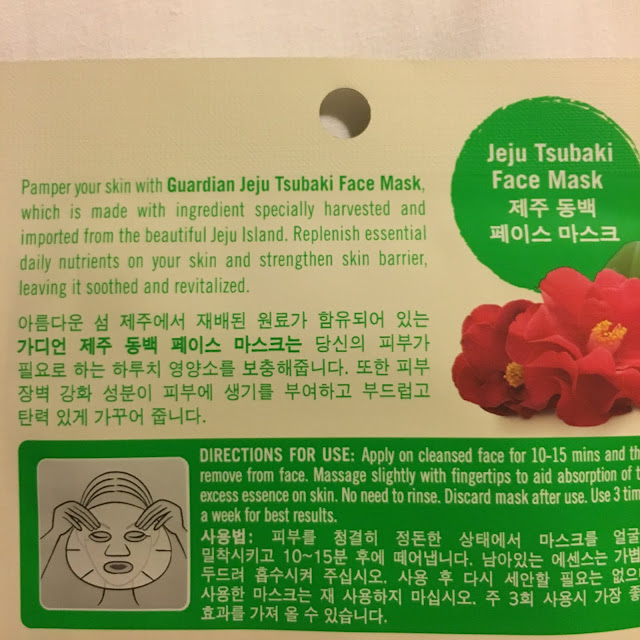 Jeju Tsubaki
Face Mask
제주 동백
페이스 마스크
Pamper your skin with Guardian Jeju Tsubaki Face Mask,
which is made with ingredient specially harvested and
imported from the beautiful Jeju Island. Replenish essential
daily nutrients on your skin and strengthen skin barrier,
leaving it soothed and revitalized.
아름다운 섬 제주에서 재배된 원료가 함유되어 있는
가디언 제주 동백 페이스 마스크는 당신의 피부가
필요로 하는 하루치 영양소를 보충해줍니다. 또한 피부
장벽 강화 성분이 피부에 생기를 부여하고 부드럽고
탄력 있게 가꾸어 줍니다.
DIRECTIONS FOR USE: Apply on cleansed face for 10-15 mins and
remove from face. Massage slightly with fingertips to aid absorption of
excess essence on skin. No need to rinse. Discard mask after use. Use 3
a week for best results.
사용법: 피부를 청결히 정돈한 상태에서 마스크를
밀착시키고 10~15분 후에 떼어냅니다. 남아있는 에센스는
두드려 흡수시켜 주십시오. 사용 후 다시 세안할 필요는
사용한 마스크는 재 사용하지 마십시오. 주 3회 사용시 가장
효과를 가져 올 수 있습니다.